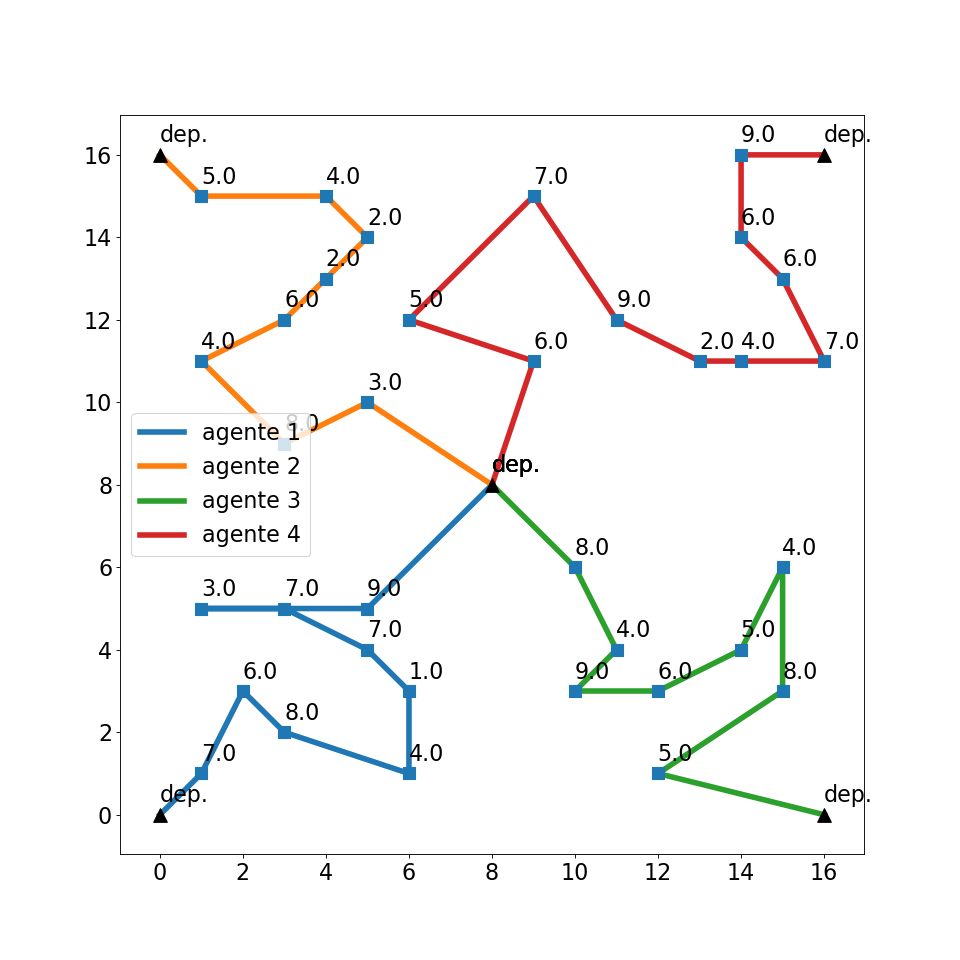 9.0 dep.
dep.
16
5.0 4.0 7.0
2.0 6.0
14
2.0 6.0
6.0 5.0 9.0
12
4.0 6.0 2.0 4.0 7.0
3.0
10
8.0
agente 1
agente 2
dep.
8
agente 3
agente 4
8.0 4.0
6
3.0 7.0 9.0
7.0 4.0 5.0
4
6.0 1.0 9.0 6.0 8.0
8.0
2
7.0 4.0 5.0
dep. dep.
0
0 2 4 6 8 10 12 14 16